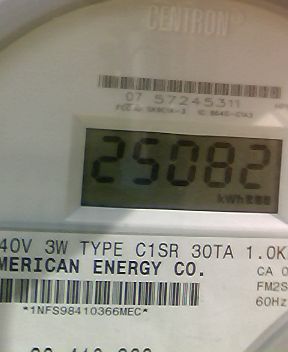 CENTRON®
07 57245311
25082
kWh
40V 3W TYPE C1SR 30TA 1.0K
MERICAN ENERGY CO.
CA 0
FM2S
60Hz
*1NFS98410366MEC*